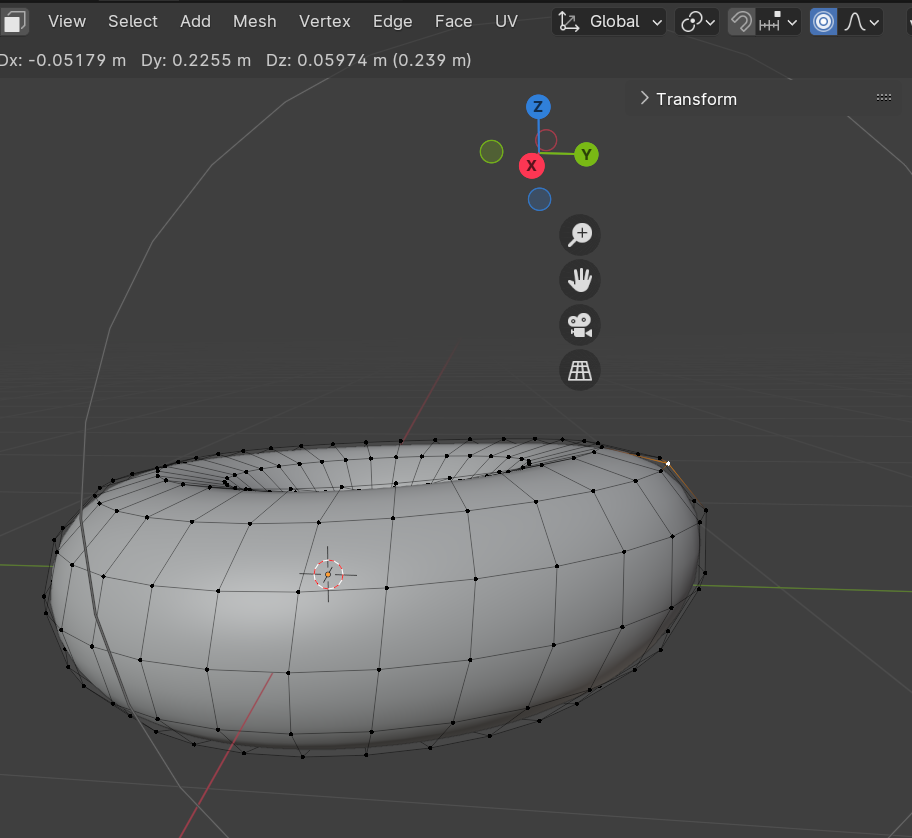 View Select Add Mesh Vertex Edge Face UV Global
Dx: -0.05179 m Dy: 0.2255 m Dz: 0.05974 m (0.239 m)
Transform
Z
Y
X